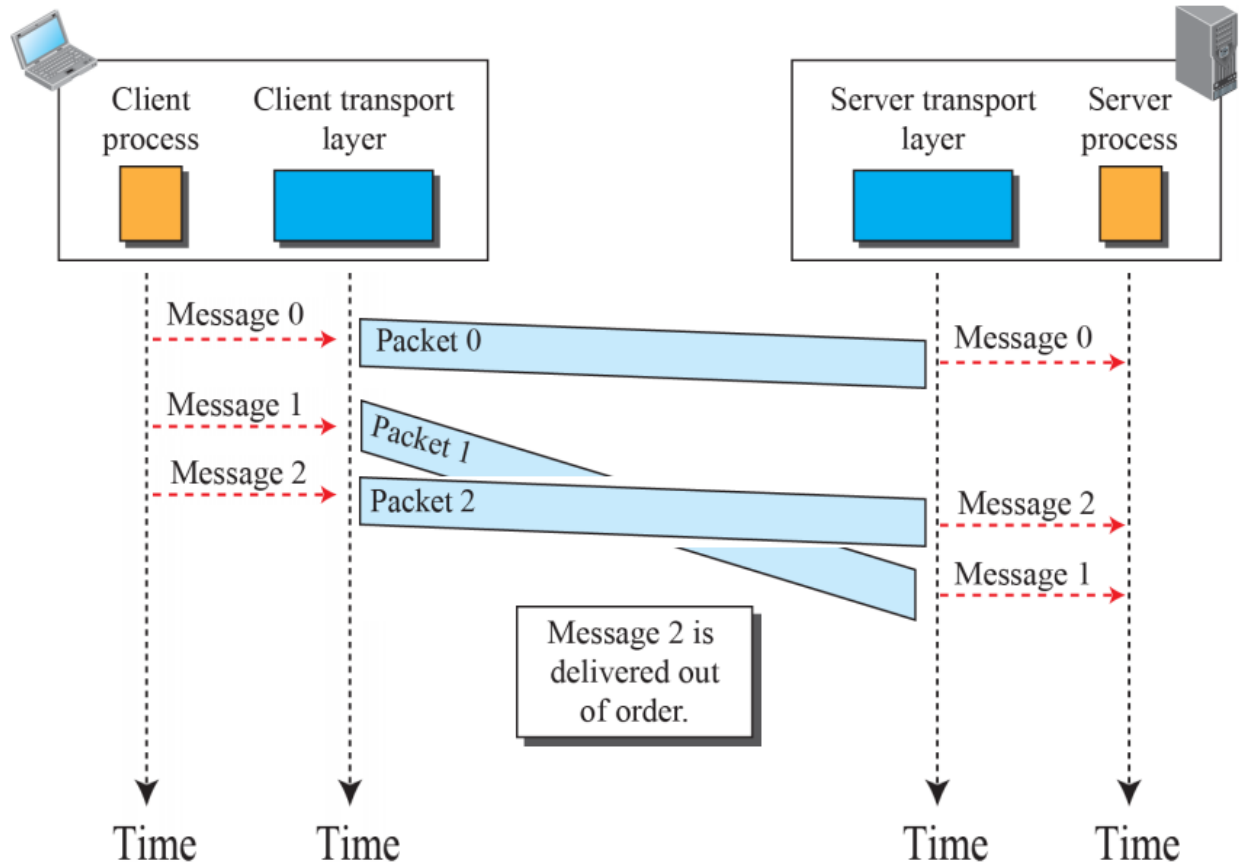 Client
process
Client transport
layer
Server transport
layer
Server
process
Message 0
Packet 0
Message 0
Message 1
Packet 1
Message 2
Packet 2
Message 2
Message 1
Message 2 is
delivered out
of order.
Time
Time
Time
Time